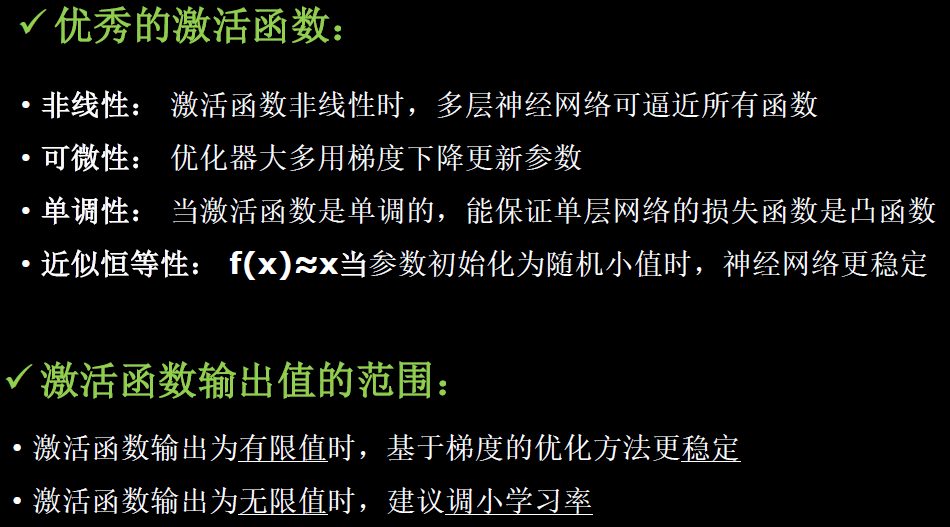 ✓优秀的激活函数：
• 非线性： 激活函数非线性时，多层神经网络可逼近所有函数
• 可微性： 优化器大多用梯度下降更新参数
• 单调性： 当激活函数是单调的，能保证单层网络的损失函数是凸函数
• 近似恒等性： f(x)≈x当参数初始化为随机小值时，神经网络更稳定
✓激活函数输出值的范围：
• 激活函数输出为有限值时，基于梯度的优化方法更稳定
• 激活函数输出为无限值时，建议调小学习率